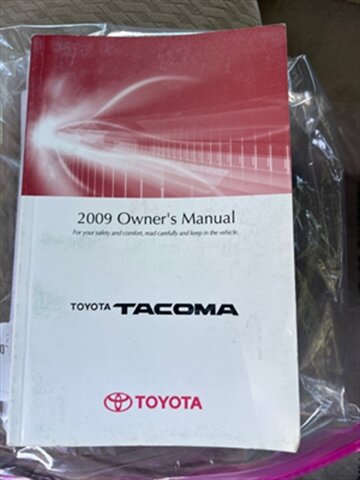 2009 Owner's Manual
For your safety and comfort, read carefully and keep in the vehicle.
TOYOTA TACOMA
TOYOTA